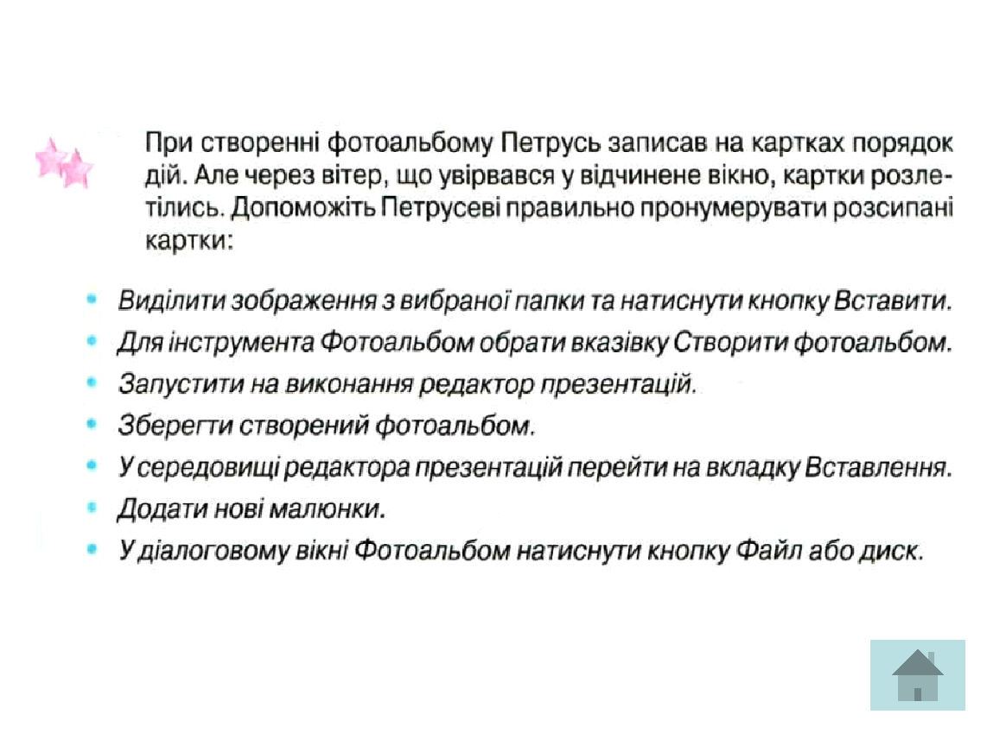 При створенні фотоальбому Петрусь записав на картках порядок
дій. Але через вітер, що увірвався у відчинене вікно, картки розле-
тілись. Допоможіть Петрусеві правильно пронумерувати розсипані
картки:
• Виділити зображення з вибраної папки та натиснути кнопку Вставити.
• Для інструмента Фотоальбом обрати вказівку Створити фотоальбом.
• Запустити на виконання редактор презентацій.
• Зберегти створений фотоальбом.
• У середовищі редактора презентацій перейти на вкладку Вставлення.
• Додати нові малюнки.
• У діалоговому вікні Фотоальбом натиснути кнопку Файл або диск.